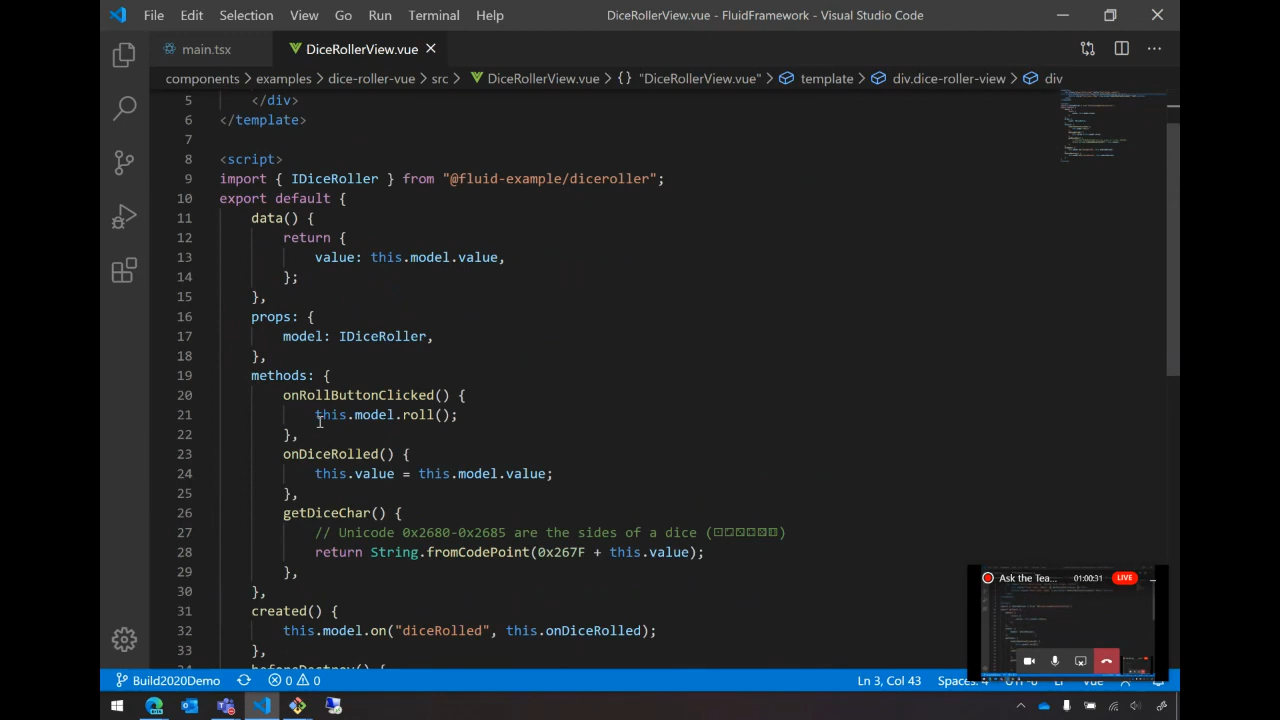 File Edit Selection View Go Run Terminal Help DiceRollerView.vue - FluidFramework - Visual Studio Code
main.tsx DiceRollerView.vue
components > examples > dice-roller-vue > src > DiceRollerView.vue > {} "DiceRollerView.vue" > template > div.dice-roller-view > div
5 </div>
6 </template>
7
8 <script>
9 import { IDiceRoller } from "@fluid-example/diceroller";
10 export default {
11 data() {
12 return {
13 value: this.model.value,
14 };
15 },
16 props: {
17 model: IDiceRoller,
18 },
19 methods: {
20 onRollButtonClicked() {
21 this.model.roll();
22 },
23 onDiceRolled() {
24 this.value = this.model.value;
25 },
26 getDiceChar() {
27 // Unicode 0x2680-0x2685 are the sides of a dice (⚀⚁⚂⚃⚄⚅)
28 return String.fromCodePoint(0x267F + this.value);
29 },
30 },
31 created() {
32 this.model.on("diceRolled", this.onDiceRolled);
33 },
beforeDestroy() {
Ask the Tea... 01:00:31 LIVE
Build2020Demo 0 0 Ln 3, Col 43